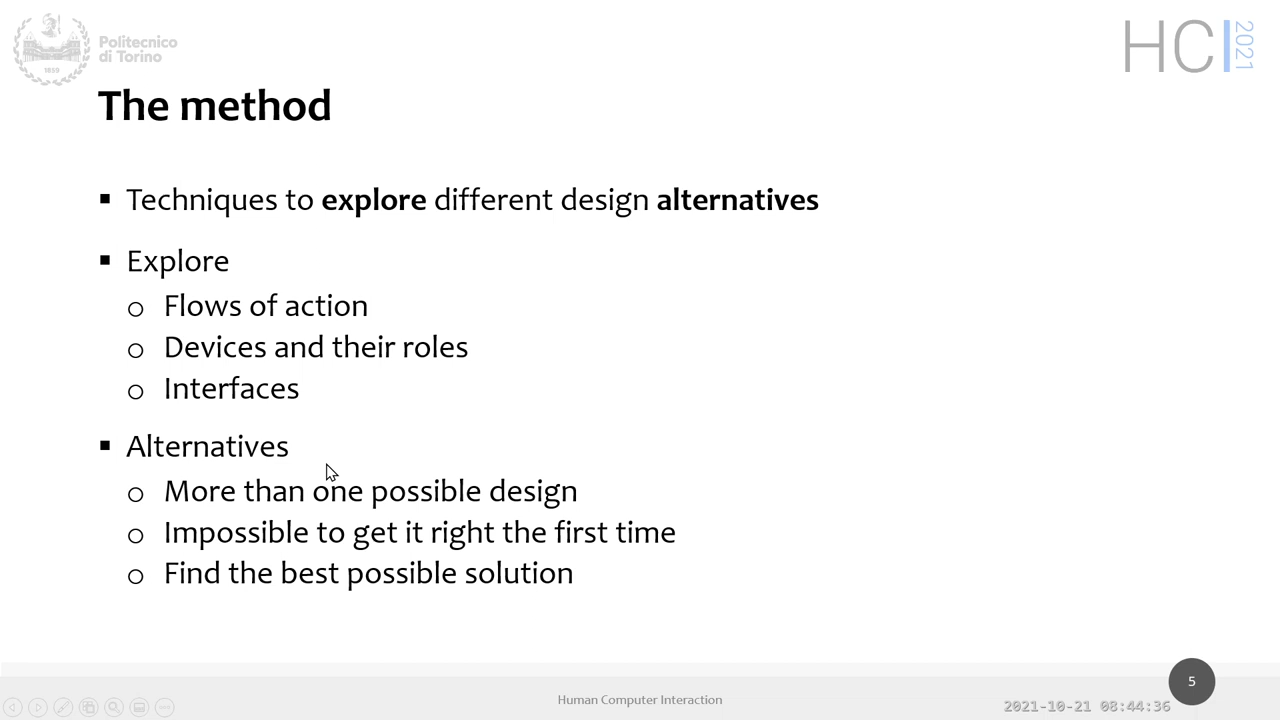 Politecnico
di Torino
1859
HCI 2021
The method
Techniques to explore different design alternatives
Explore
Flows of action
Devices and their roles
Interfaces
Alternatives
More than one possible design
Impossible to get it right the first time
Find the best possible solution
5
Human Computer Interaction
2021-10-21 08:44:36